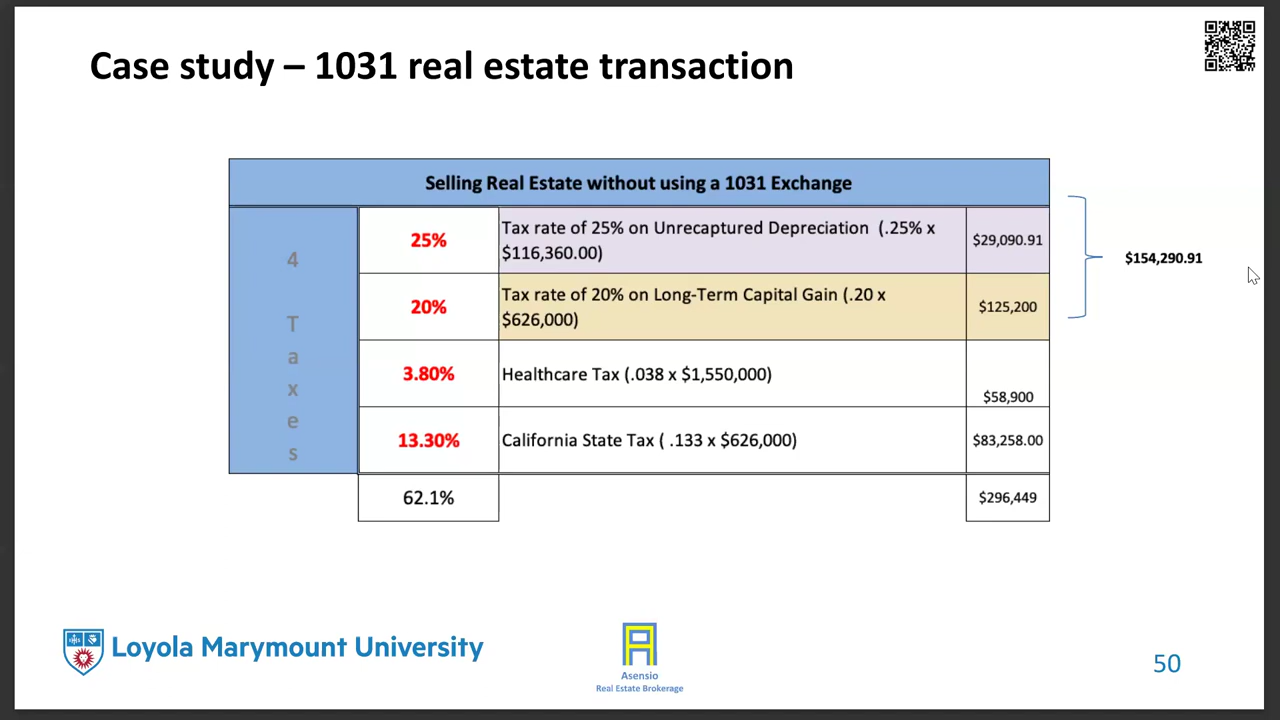 Case study – 1031 real estate transaction
Selling Real Estate without using a 1031 Exchange
4 Taxes
25%
Tax rate of 25% on Unrecaptured Depreciation (.25% x
$116,360.00)
$29,090.91
$154,290.91
20%
Tax rate of 20% on Long-Term Capital Gain (.20 x
$626,000)
$125,200
3.80%
Healthcare Tax (.038 x $1,550,000)
$58,900
13.30%
California State Tax ( .133 x $626,000)
$83,258.00
62.1%
$296,449
Loyola Marymount University
Asensio
Real Estate Brokerage
50